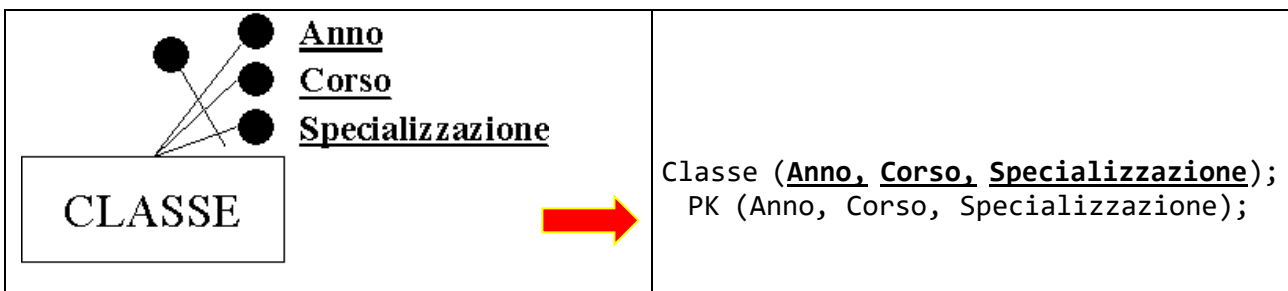 Anno
Corso
Specializzazione
CLASSE
Classe (Anno, Corso, Specializzazione);
PK (Anno, Corso, Specializzazione);